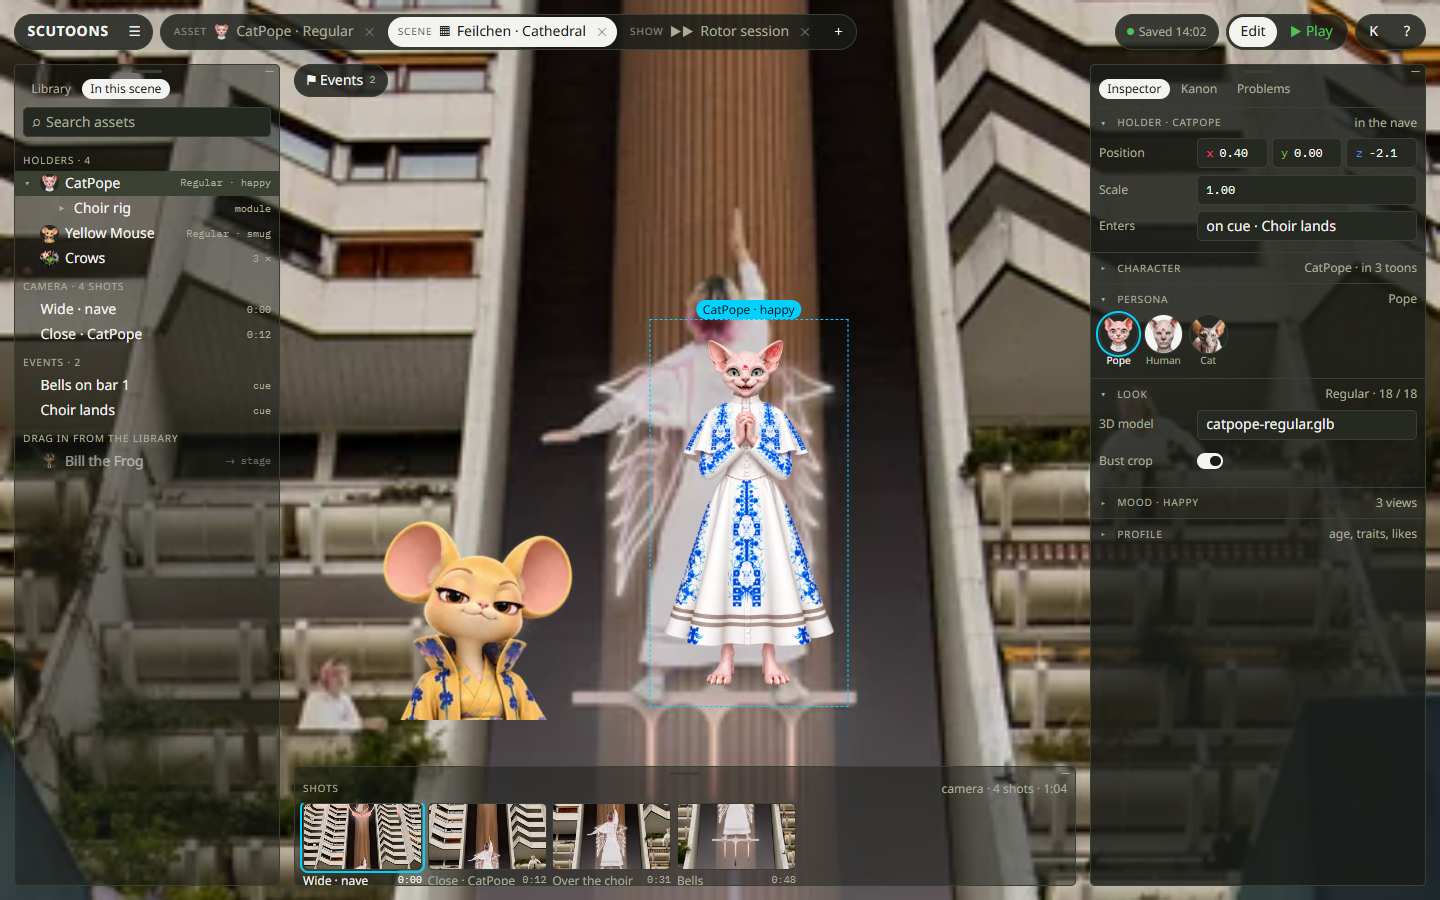 SCUTOONS ☰
ASSET CatPope · Regular ×
SCENE Feilchen · Cathedral ×
SHOW Rotor session ×
+
Saved 14:02
Edit
Play
K ?
Library In this scene
Search assets
HOLDERS · 4
CatPope Regular · happy
Choir rig module
Yellow Mouse Regular · smug
Crows 3 ×
CAMERA · 4 SHOTS
Wide · nave 0:00
Close · CatPope 0:12
EVENTS · 2
Bells on bar 1 cue
Choir lands cue
DRAG IN FROM THE LIBRARY
Bill the Frog → stage
Events 2
CatPope · happy
SHOTS camera · 4 shots · 1:04
Wide · nave 0:00
Close · CatPope 0:12
Over the choir 0:31
Bells 0:48
Inspector Kanon Problems
HOLDER · CATPOPE in the nave
Position x 0.40 y 0.00 z -2.1
Scale 1.00
Enters on cue · Choir lands
CHARACTER CatPope · in 3 toons
PERSONA Pope
Pope Human Cat
LOOK Regular · 18 / 18
3D model catpope-regular.glb
Bust crop
MOOD · HAPPY 3 views
PROFILE age, traits, likes